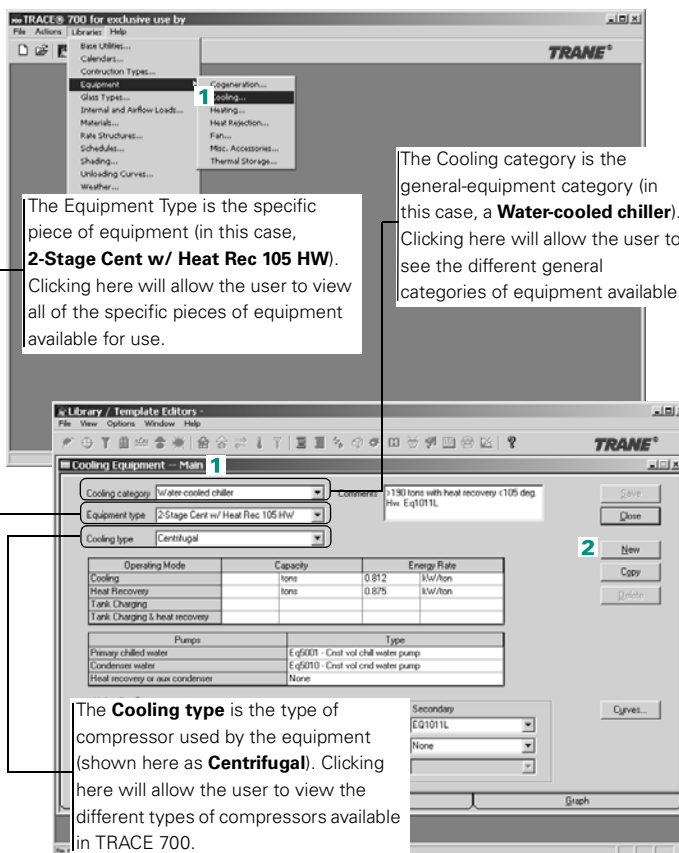 TRACE® 700 for exclusive use by
File Actions Libraries Help
TRANE®
Base Utilities...
Calendars...
Contruction Types...
Equipment
Glass Types...
Internal and Airflow Loads...
Materials...
Rate Structures...
Schedules...
Shading...
Unloading Curves...
Weather...
1
Cogeneration...
Cooling...
Heating...
Heat Rejection...
Fan...
Misc. Accessories...
Thermal Storage...
The Cooling category is the
general-equipment category (in
this case, a Water-cooled chiller).
Clicking here will allow the user to
see the different general
categories of equipment available.
The Equipment Type is the specific
piece of equipment (in this case,
2-Stage Cent w/ Heat Rec 105 HW).
Clicking here will allow the user to view
all of the specific pieces of equipment
available for use.
Library / Template Editors -
File View Options Window Help
TRANE®
Cooling Equipment -- Main 1
Cooling category Water-cooled chiller
Comments >190 tons with heat recovery <105 deg.
Hw. Eq1011L
Equipment type 2-Stage Cent w/ Heat Rec 105 HW
Cooling type Centrifugal
Save
Close
2 New
Copy
Delete
Operating Mode Capacity Energy Rate
Cooling tons 0.812 kW/ton
Heat Recovery tons 0.875 kW/ton
Tank Charging
Tank Charging & heat recovery
Pumps Type
Primary chilled water Eq5001 - Cnst vol chill water pump
Condenser water Eq5010 - Cnst vol cnd water pump
Heat recovery or aux condenser None
Secondary
EQ1011L
None
Curves...
Graph
The Cooling type is the type of
compressor used by the equipment
(shown here as Centrifugal). Clicking
here will allow the user to view the
different types of compressors available
in TRACE 700.